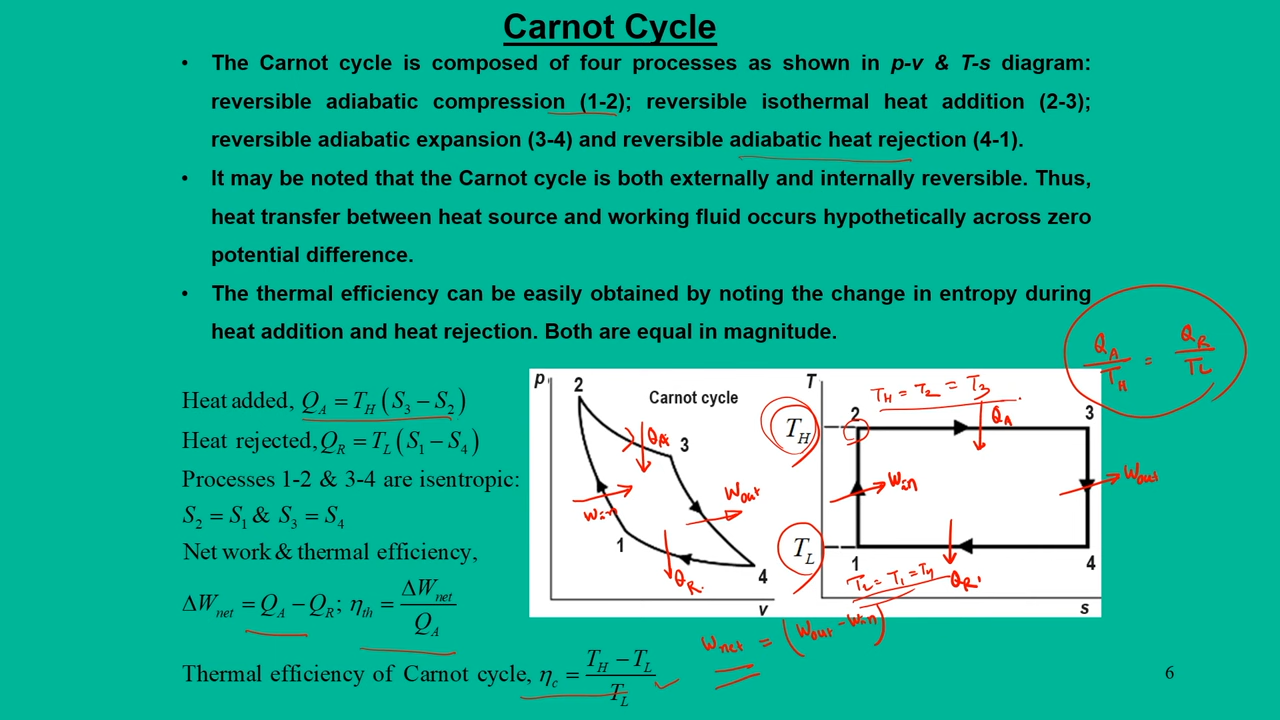 Carnot Cycle
• The Carnot cycle is composed of four processes as shown in p-v & T-s diagram:
reversible adiabatic compression (1-2); reversible isothermal heat addition (2-3);
reversible adiabatic expansion (3-4) and reversible adiabatic heat rejection (4-1).
• It may be noted that the Carnot cycle is both externally and internally reversible. Thus,
heat transfer between heat source and working fluid occurs hypothetically across zero
potential difference.
• The thermal efficiency can be easily obtained by noting the change in entropy during
heat addition and heat rejection. Both are equal in magnitude.
Q_A/T_H = Q_R/T_L
Heat added, Q_A = T_H (S_3 − S_2)
Heat rejected, Q_R = T_L (S_1 − S_4)
Processes 1-2 & 3-4 are isentropic:
S_2 = S_1 & S_3 = S_4
Net work & thermal efficiency,
ΔW_net = Q_A − Q_R; η_th = ΔW_net/Q_A
Thermal efficiency of Carnot cycle, η_c = (T_H − T_L)/T_L
p
2
Carnot cycle
Q_A
3
W_out
W_in
1
Q_R
4
v
T
T_H = T_2 = T_3
2
3
T_H
Q_A
W_in
W_out
T_L
1
4
T_L = T_1 = T_4
Q_R
s
W_net = (W_out − W_in)
6